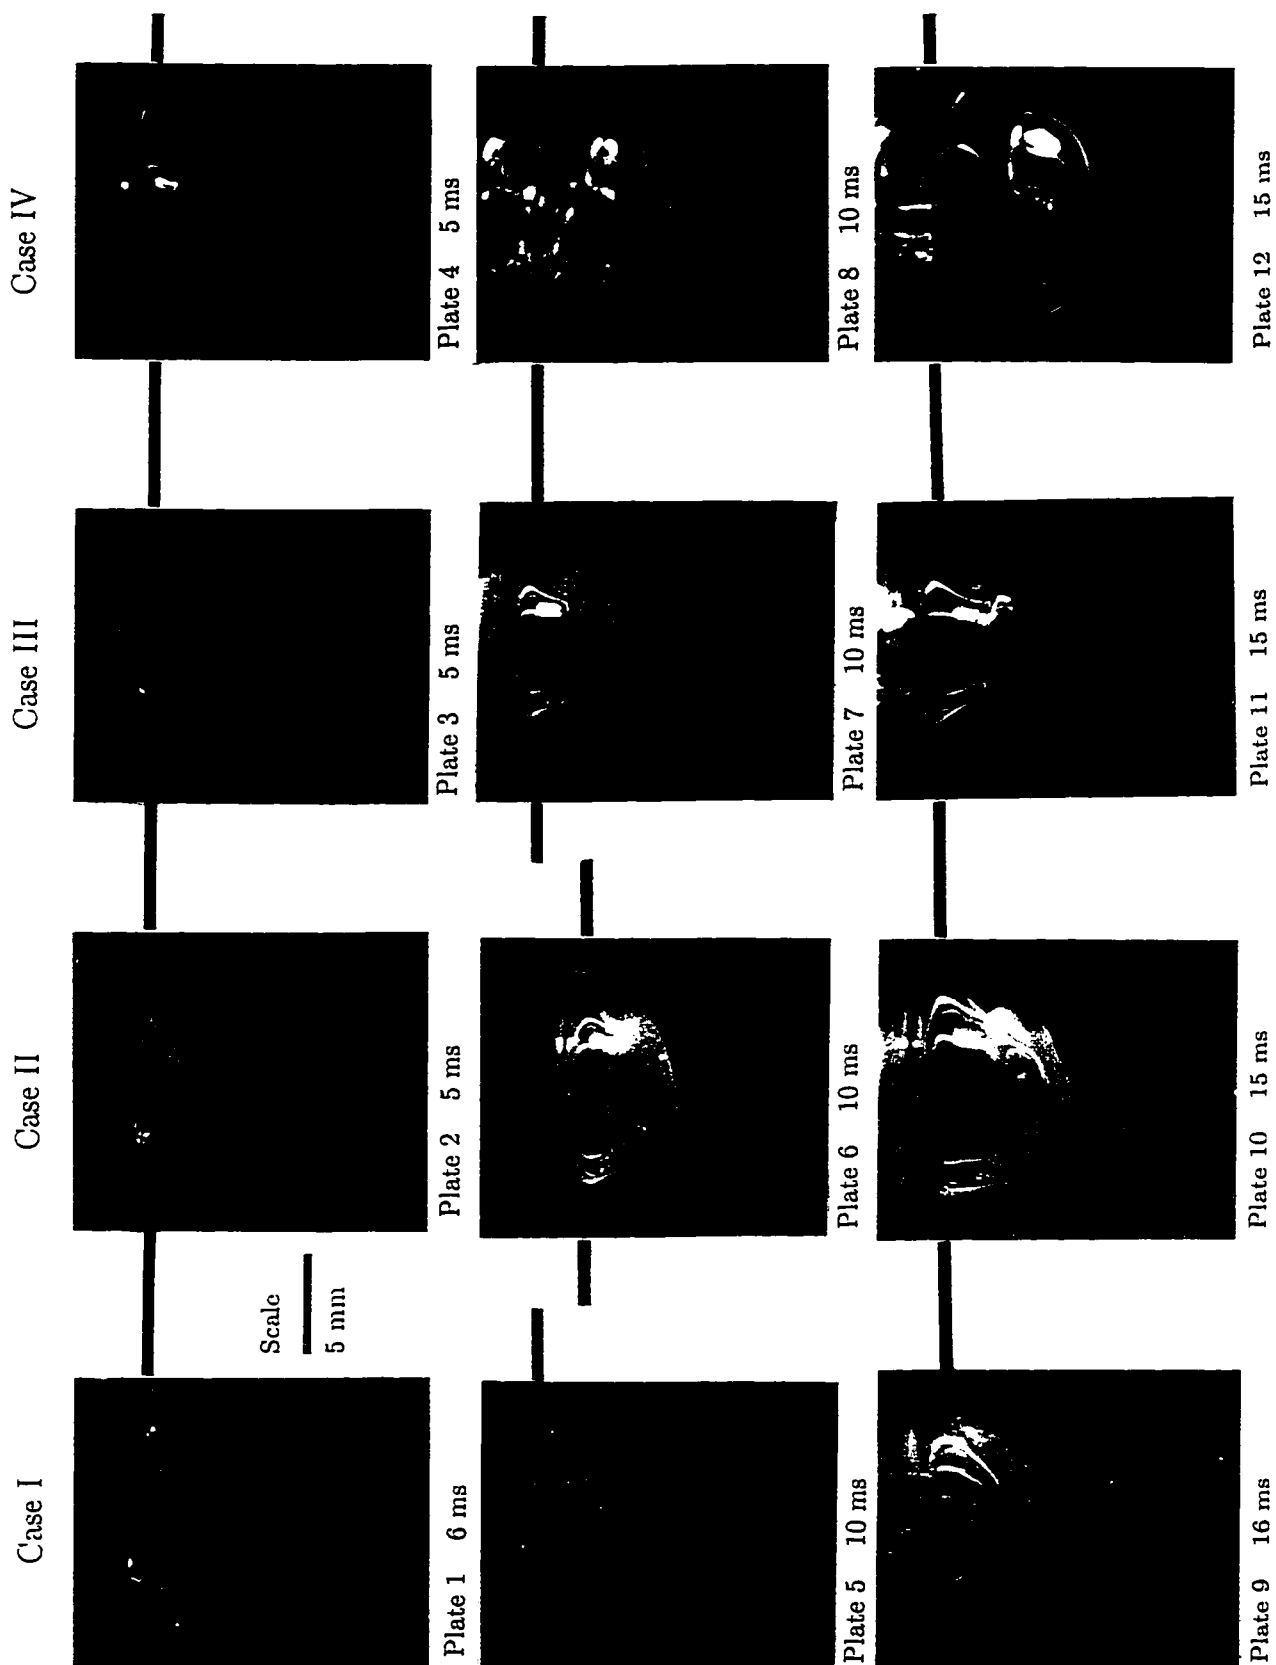 Case I
Case II
Case III
Case IV
Plate 1 6 ms
Plate 2 5 ms
Plate 3 5 ms
Plate 4 5 ms
Scale
5 mm
Plate 5 10 ms
Plate 6 10 ms
Plate 7 10 ms
Plate 8 10 ms
Plate 9 16 ms
Plate 10 15 ms
Plate 11 15 ms
Plate 12 15 ms